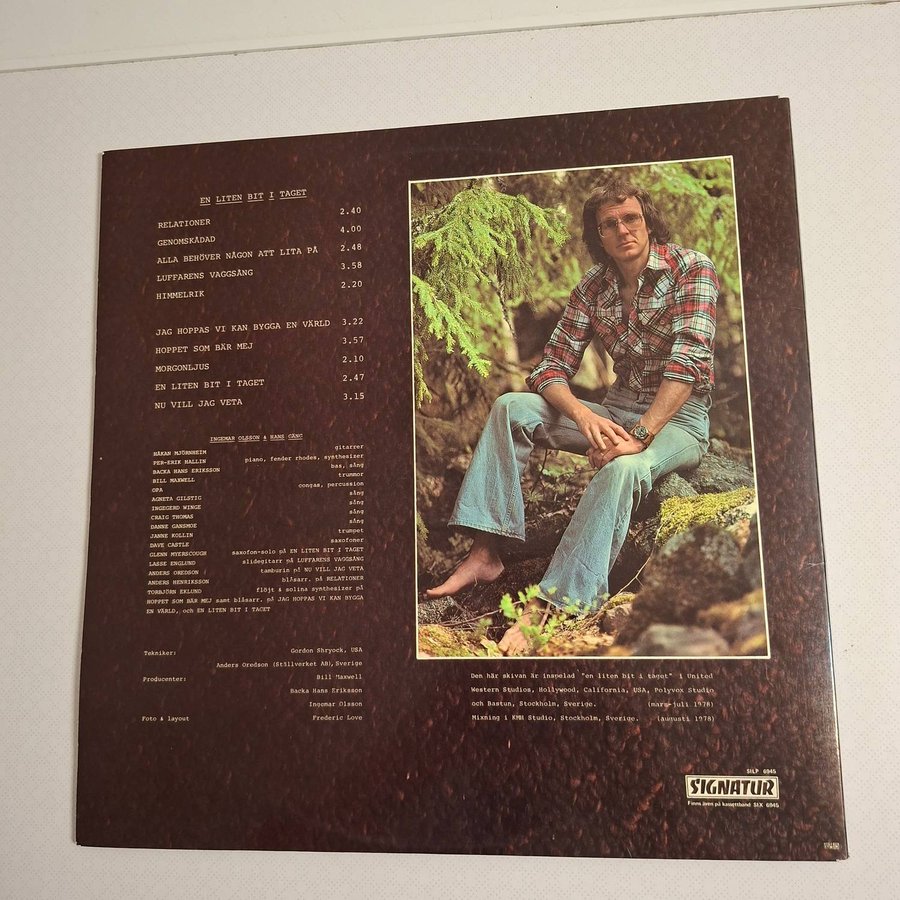 EN LITEN BIT I TAGET
RELATIONER 2.40
GENOMSKÅDAD 4.00
ALLA BEHÖVER NÅGON ATT LITA PÅ 2.48
LUFFARENS VAGGSÅNG 3.58
HIMMELRIK 2.20
JAG HOPPAS VI KAN BYGGA EN VÄRLD 3.22
HOPPET SOM BÄR MEJ 3.57
MORGONLJUS 2.10
EN LITEN BIT I TAGET 2.47
NU VILL JAG VETA 3.15
INGEMAR OLSSON & HANS GÄNG
HÅKAN MJÖRNHEIM gitarrer
PER-ERIK HALLIN piano, fender rhodes, synthesizer
BACKA HANS ERIKSSON bas, sång
BILL MAXWELL trummor
OPA congas, percussion
AGNETA GILSTIG sång
INGEGERD WINGE sång
CRAIG THOMAS sång
DANNE GANSMOE sång
JANNE KOLLIN trumpet
DAVE CASTLE saxofoner
GLENN MYERSCOUGH saxofon-solo på EN LITEN BIT I TAGET
LASSE ENGLUND slidegitarr på LUFFARENS VAGGSÅNG
ANDERS OREDSON tamburin på NU VILL JAG VETA
ANDERS HENRIKSSON blåsarr. på RELATIONER
TORBJÖRN EKLUND flöjt & solina synthesizer på
HOPPET SOM BÄR MEJ samt blåsarr. på JAG HOPPAS VI KAN BYGGA
EN VÄRLD, och EN LITEN BIT I TAGET
Tekniker: Gordon Shryock, USA
Anders Oredson (Ställverket AB), Sverige
Producenter: Bill Maxwell
Backa Hans Eriksson
Ingemar Olsson
Foto & layout Frederic Love
Den här skivan är inspelad "en liten bit i taget" i United
Western Studios, Hollywood, California, USA, Polyvox Studio
och Bastun, Stockholm, Sverige. (mars-juli 1978)
Mixning i KMH Studio, Stockholm, Sverige. (augusti 1978)
SILP 6945
SIGNATUR
Finns även på kassettband SIX 6945